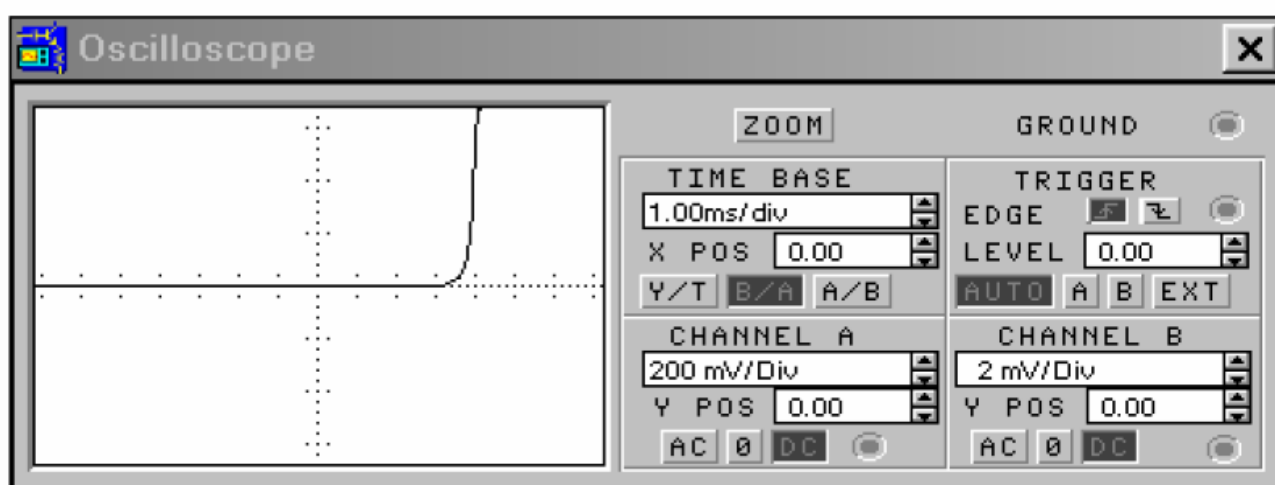 Oscilloscope
ZOOM GROUND
TIME BASE
1.00ms/div
X POS 0.00
Y/T B/A A/B
TRIGGER
EDGE
LEVEL 0.00
AUTO A B EXT
CHANNEL A
200 mV/Div
Y POS 0.00
AC 0 DC
CHANNEL B
2 mV/Div
Y POS 0.00
AC 0 DC